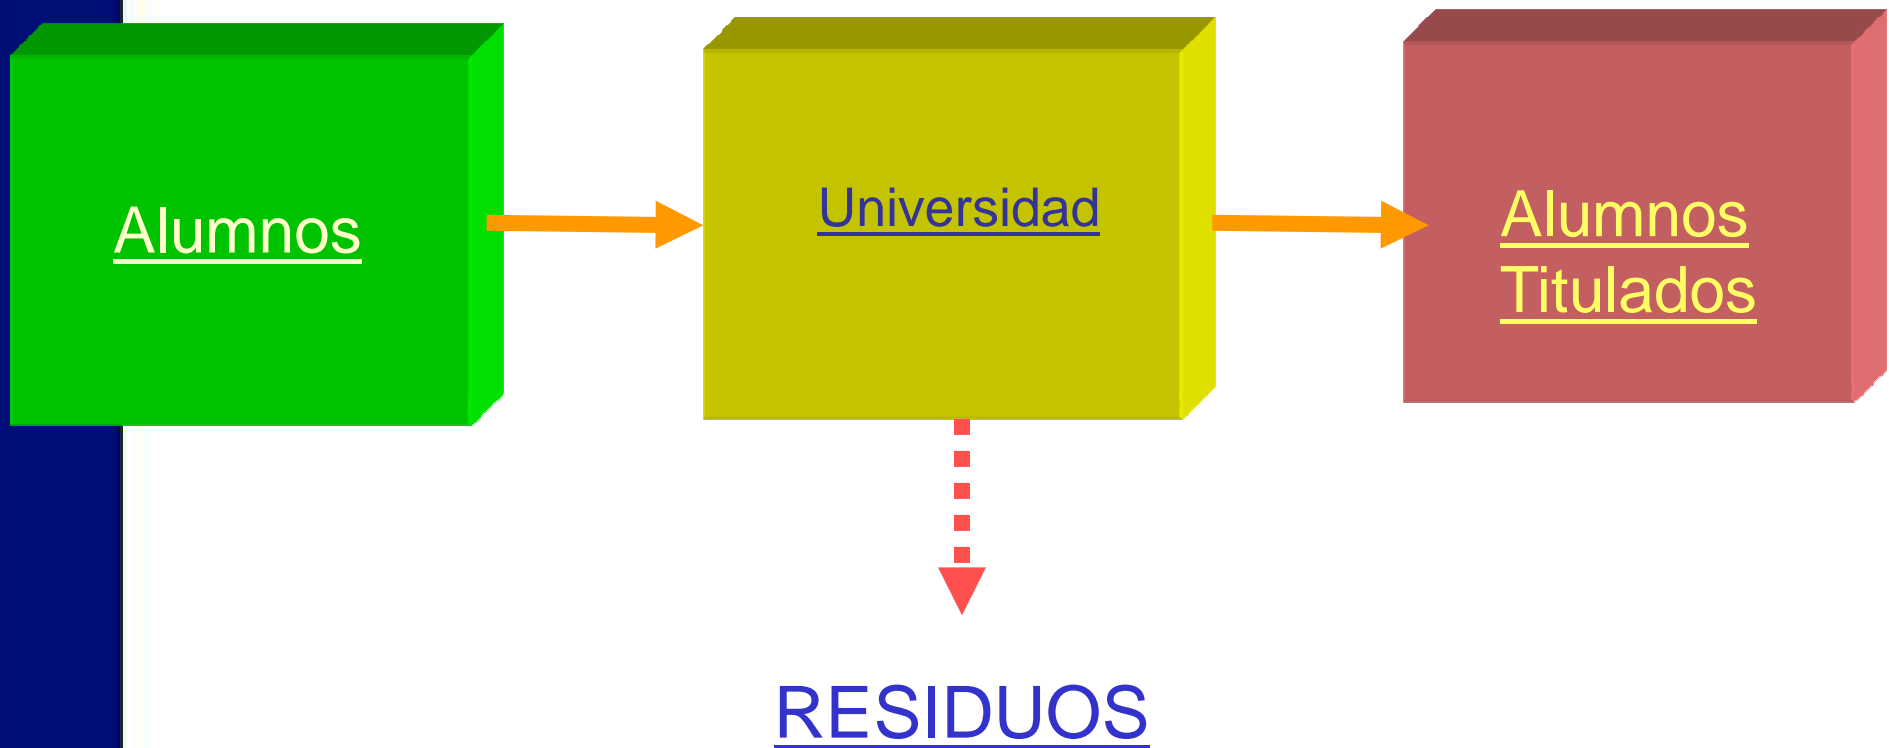 Alumnos
Universidad
Alumnos
Titulados
RESIDUOS